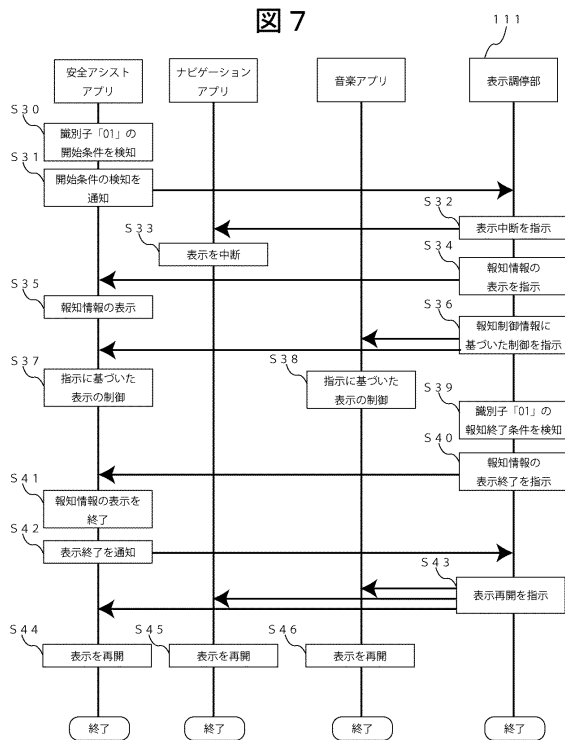 図7
111
安全アシスト
アプリ
ナビゲーション
アプリ
音楽アプリ
表示調停部
S30
識別子「01」の
開始条件を検知
S31
開始条件の検知を
通知
S32
表示中断を指示
S33
表示を中断
S34
報知情報の
表示を指示
S35
報知情報の表示
S36
報知制御情報に
基づいた制御を指示
S37
指示に基づいた
表示の制御
S38
指示に基づいた
表示の制御
S39
識別子「01」の
報知終了条件を検知
S40
報知情報の
表示終了を指示
S41
報知情報の表示を
終了
S42
表示終了を通知
S43
表示再開を指示
S44
表示を再開
S45
表示を再開
S46
表示を再開
終了
終了
終了
終了